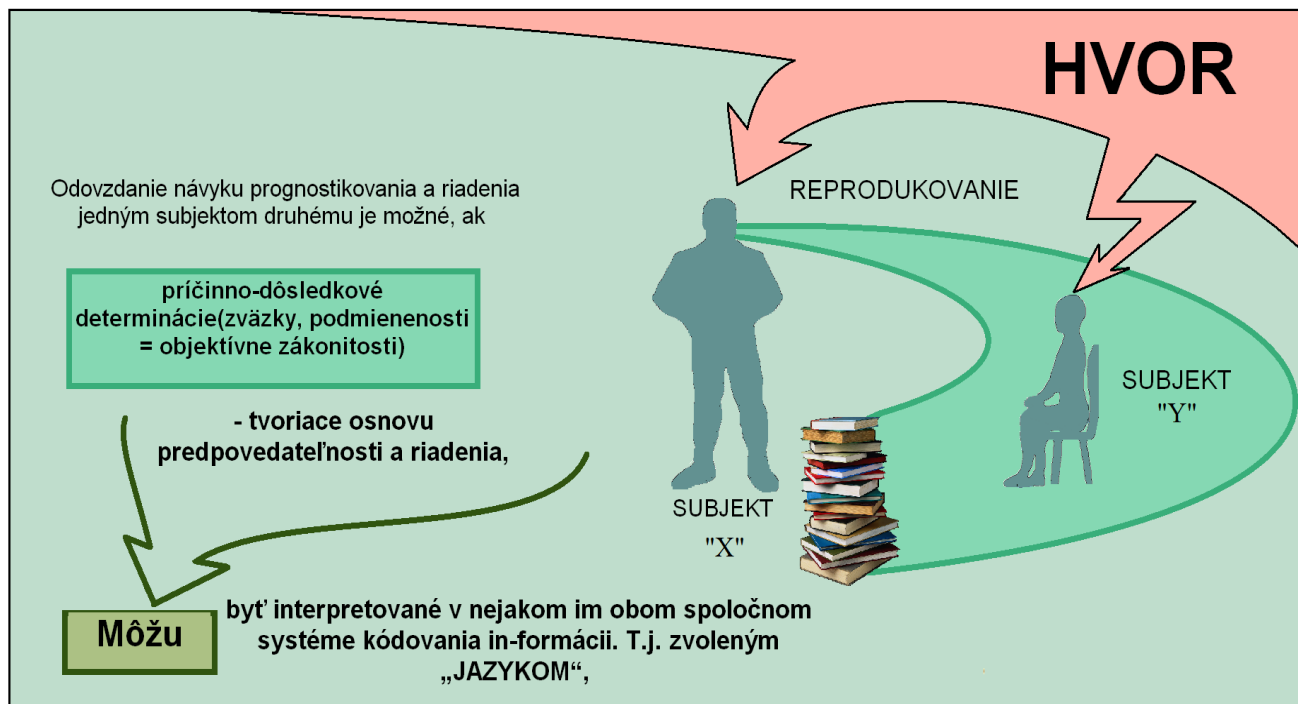 HVOR
Odovzdanie návyku prognostikovania a riadenia
jedným subjektom druhému je možné, ak
REPRODUKOVANIE
príčinno-dôsledkové
determinácie(zväzky, podmienenosti
= objektívne zákonitosti)
- tvoriace osnovu
predpovedateľnosti a riadenia,
SUBJEKT
"X"
SUBJEKT
"Y"
Môžu
byť interpretované v nejakom im obom spoločnom
systéme kódovania in-formácii. T.j. zvoleným
„JAZYKOM“,